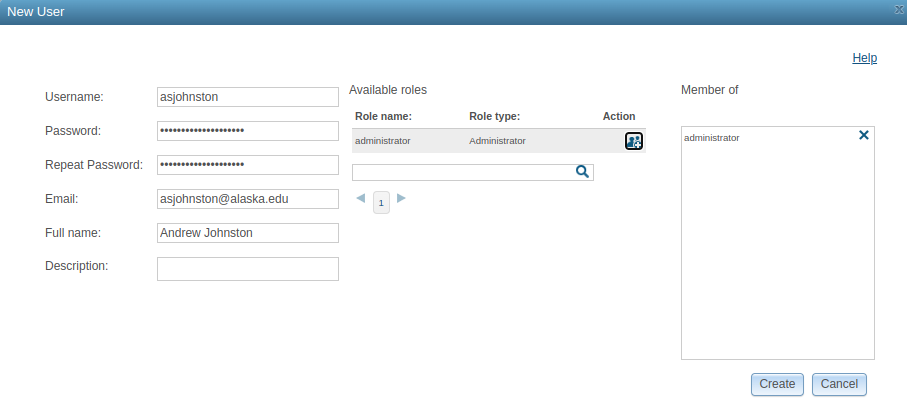 New User
Help
Username: asjohnston
Password: ••••••••••••••••••••
Repeat Password: ••••••••••••••••••••
Email: asjohnston@alaska.edu
Full name: Andrew Johnston
Description:
Available roles
Role name: Role type: Action
administrator Administrator
1
Member of
administrator
Create Cancel